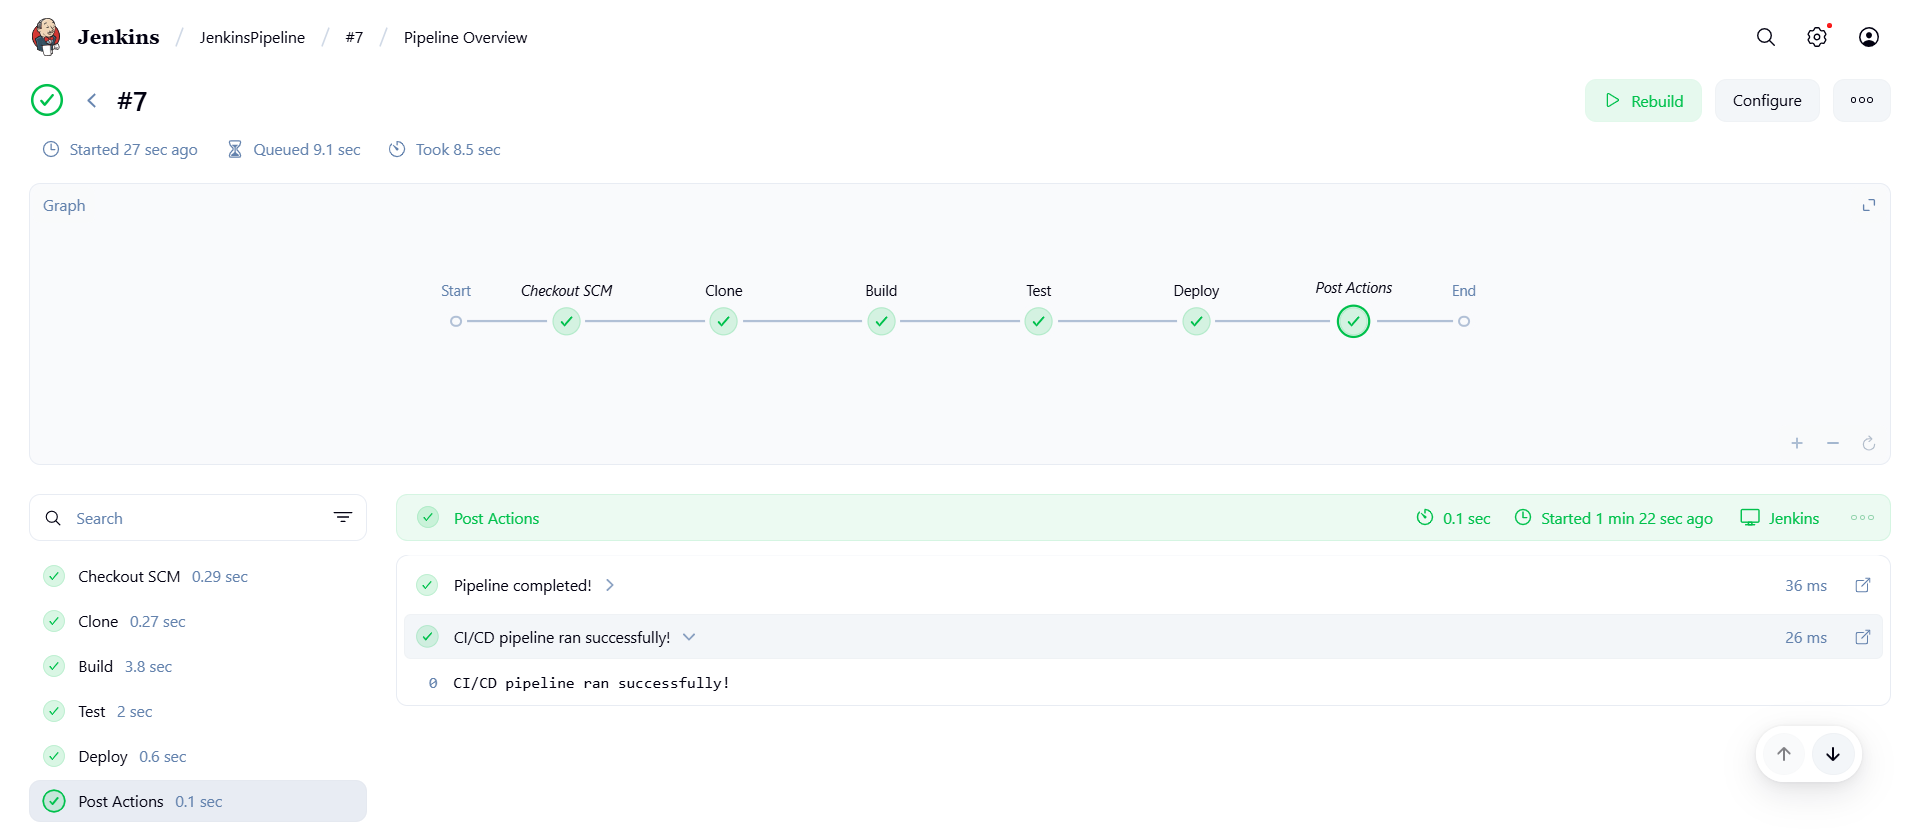 Jenkins / JenkinsPipeline / #7 / Pipeline Overview
#7
Rebuild
Configure
Started 27 sec ago
Queued 9.1 sec
Took 8.5 sec
Graph
Start
Checkout SCM
Clone
Build
Test
Deploy
Post Actions
End
Search
Checkout SCM 0.29 sec
Clone 0.27 sec
Build 3.8 sec
Test 2 sec
Deploy 0.6 sec
Post Actions 0.1 sec
Post Actions
0.1 sec
Started 1 min 22 sec ago
Jenkins
Pipeline completed!
36 ms
CI/CD pipeline ran successfully!
26 ms
0 CI/CD pipeline ran successfully!